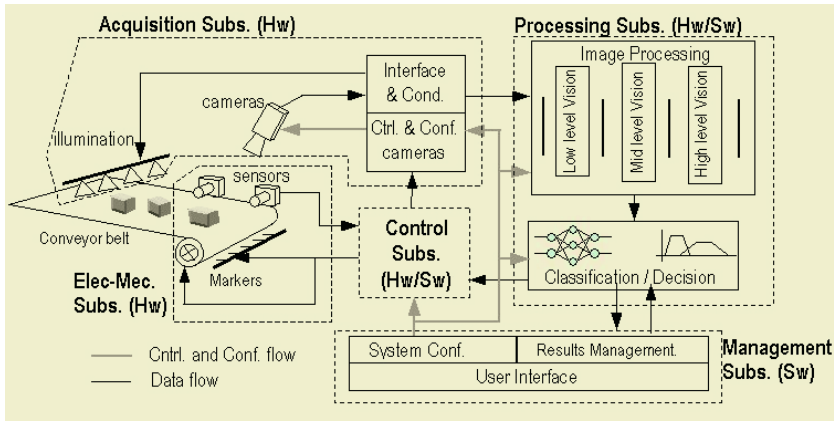 Acquisition Subs. (Hw)
Processing Subs. (Hw/Sw)
Interface
& Cond.
Ctrl. & Conf.
cameras
cameras
illumination
sensors
Conveyor belt
Markers
Elec-Mec.
Subs. (Hw)
Control
Subs.
(Hw/Sw)
Image Processing
Low level Vision
Mid level Vision
High level Vision
Classification / Decision
System Conf.
Results Management.
User Interface
Management
Subs. (Sw)
Cntrl. and Conf. flow
Data flow